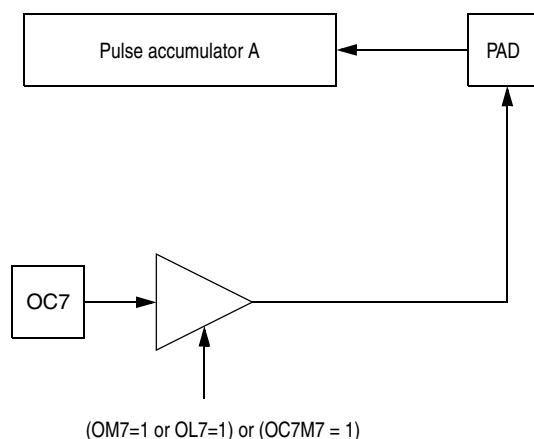 Pulse accumulator A
PAD
OC7
(OM7=1 or OL7=1) or (OC7M7 = 1)